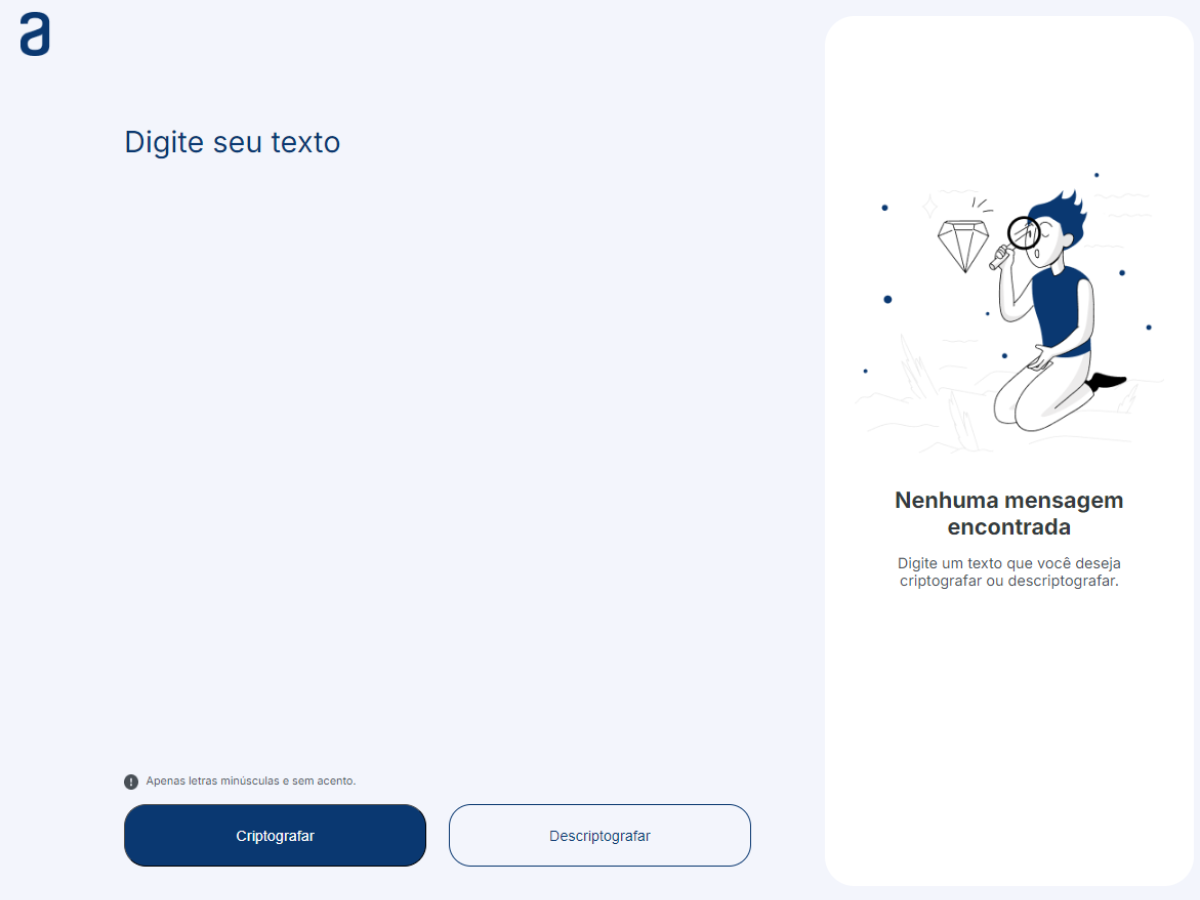 a
Digite seu texto
Nenhuma mensagem
encontrada
Digite um texto que você deseja
criptografar ou descriptografar.
Apenas letras minúsculas e sem acento.
Criptografar
Descriptografar